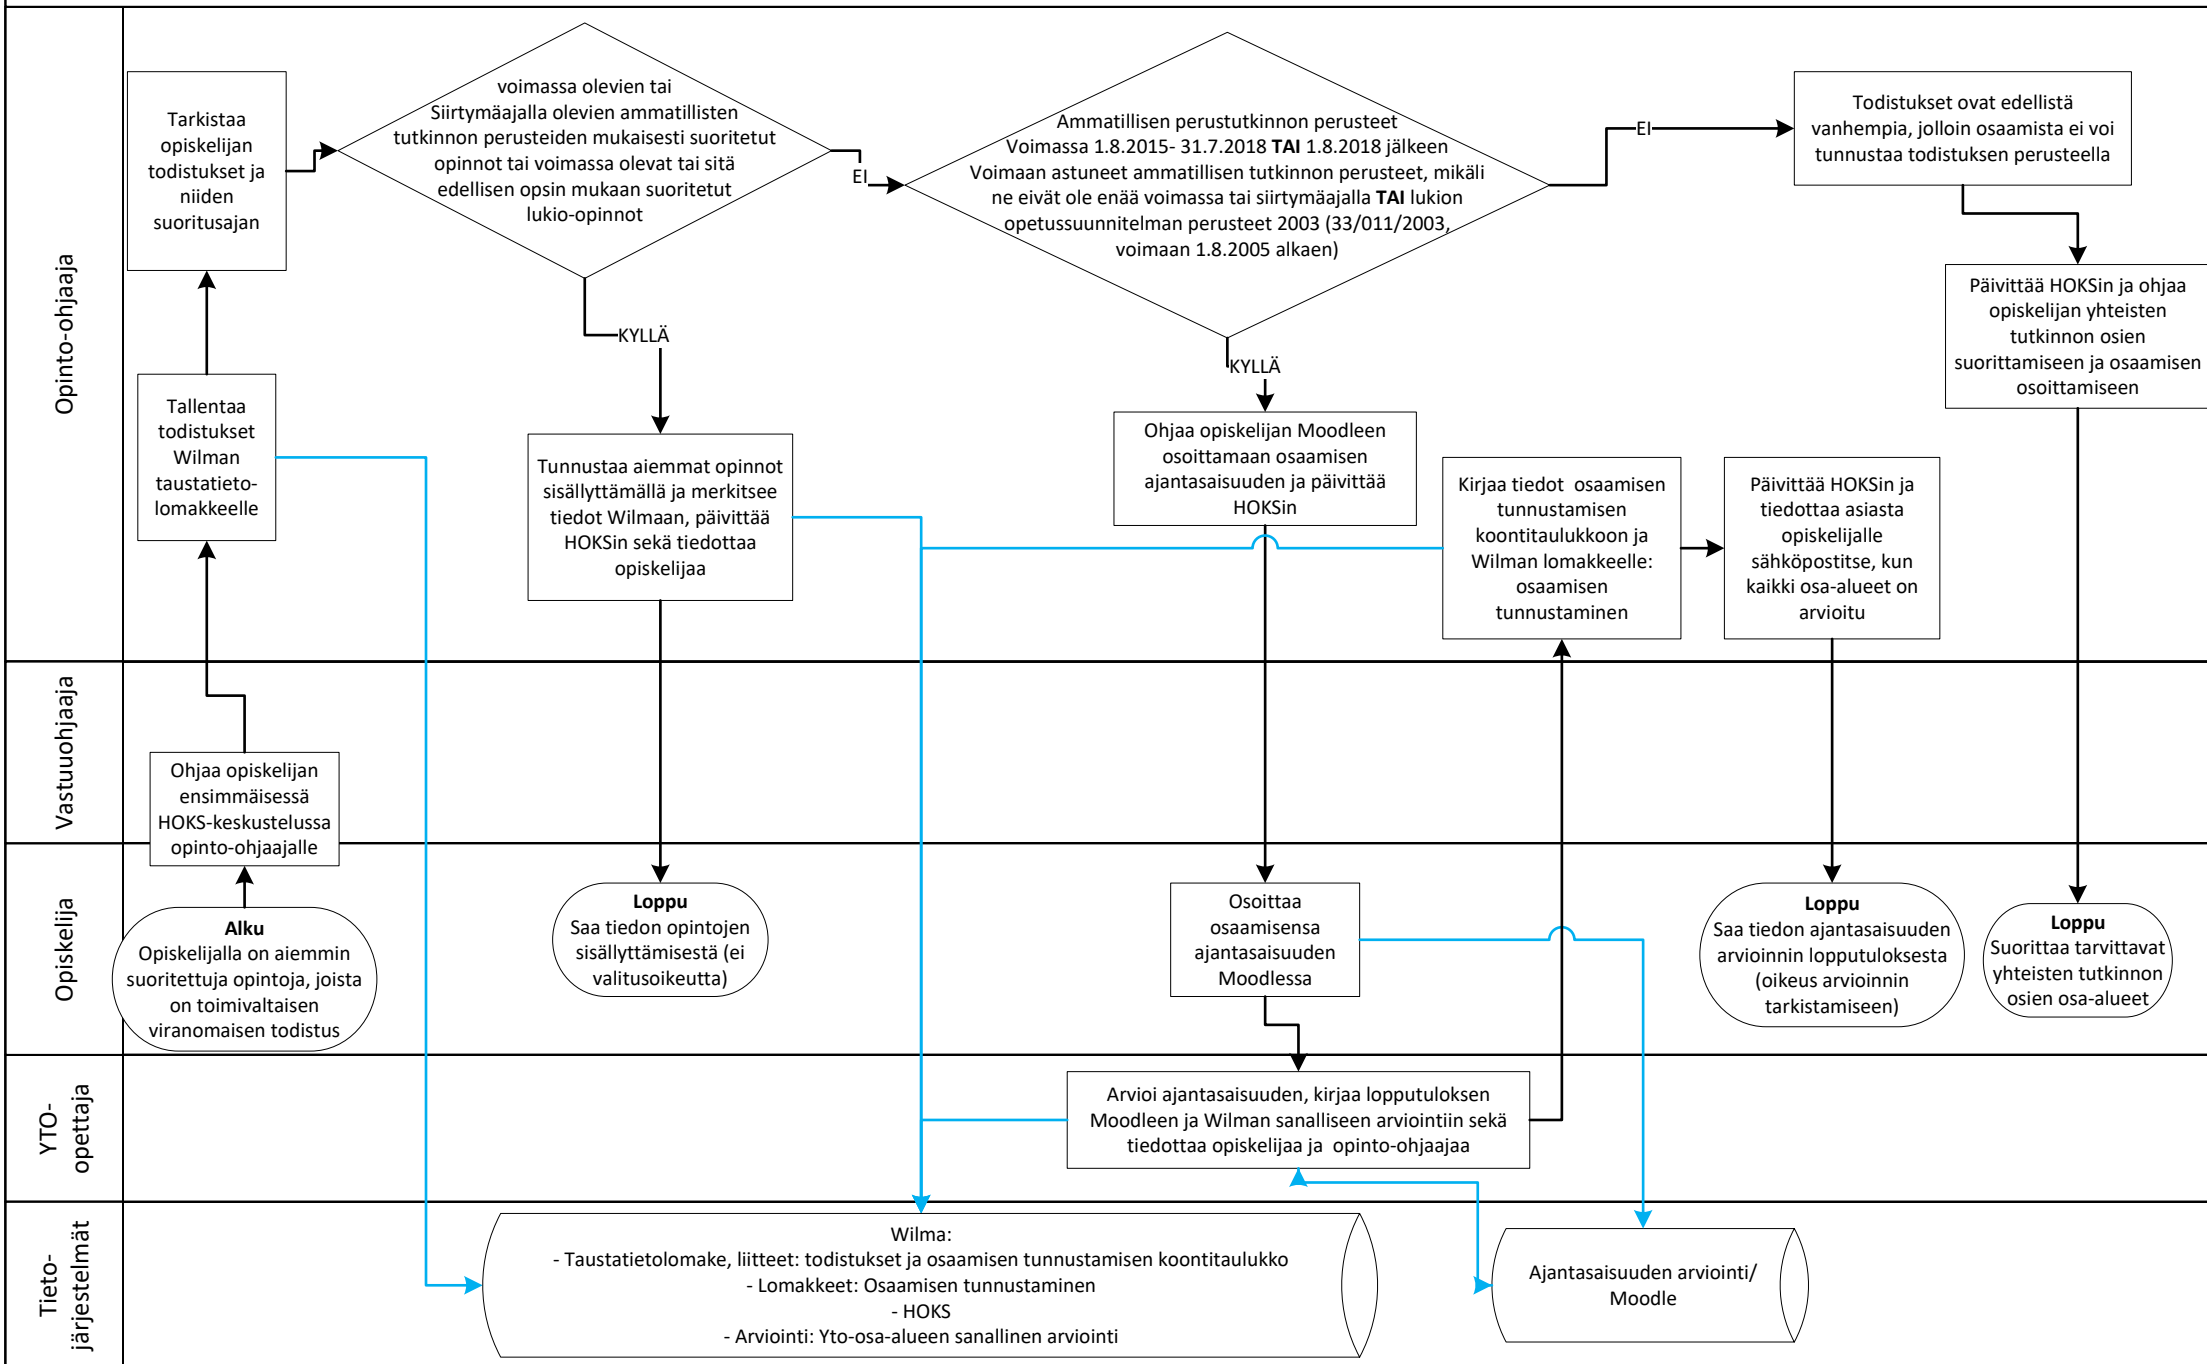 Opinto-ohjaaja
Tarkistaa
opiskelijan
todistukset ja
niiden
suoritusajan
voimassa olevien tai
Siirtymäajalla olevien ammatillisten
tutkinnon perusteiden mukaisesti suoritetut
opinnot tai voimassa olevat tai sitä
edellisen opsin mukaan suoritetut
lukio-opinnot
EI
KYLLÄ
Ammatillisen perustutkinnon perusteet
Voimassa 1.8.2015- 31.7.2018 TAI 1.8.2018 jälkeen
Voimaan astuneet ammatillisen tutkinnon perusteet, mikäli
ne eivät ole enää voimassa tai siirtymäajalla TAI lukion
opetussuunnitelman perusteet 2003 (33/011/2003,
voimaan 1.8.2005 alkaen)
EI
KYLLÄ
Todistukset ovat edellistä
vanhempia, jolloin osaamista ei voi
tunnustaa todistuksen perusteella
Päivittää HOKSin ja ohjaa
opiskelijan yhteisten
tutkinnon osien
suorittamiseen ja osaamisen
osoittamiseen
Tallentaa
todistukset
Wilman
taustatieto-
lomakkeelle
Tunnustaa aiemmat opinnot
sisällyttämällä ja merkitsee
tiedot Wilmaan, päivittää
HOKSin sekä tiedottaa
opiskelijaa
Ohjaa opiskelijan Moodleen
osoittamaan osaamisen
ajantasaisuuden ja päivittää
HOKSin
Kirjaa tiedot osaamisen
tunnustamisen
koontitaulukkoon ja
Wilman lomakkeelle:
osaamisen
tunnustaminen
Päivittää HOKSin ja
tiedottaa asiasta
opiskelijalle
sähköpostitse, kun
kaikki osa-alueet on
arvioitu
Vastuuohjaaja
Ohjaa opiskelijan
ensimmäisessä
HOKS-keskustelussa
opinto-ohjaajalle
Opiskelija
Alku
Opiskelijalla on aiemmin
suoritettuja opintoja, joista
on toimivaltaisen
viranomaisen todistus
Loppu
Saa tiedon opintojen
sisällyttämisestä (ei
valitusoikeutta)
Osoittaa
osaamisensa
ajantasaisuuden
Moodlessa
Loppu
Saa tiedon ajantasaisuuden
arvioinnin lopputuloksesta
(oikeus arvioinnin
tarkistamiseen)
Loppu
Suorittaa tarvittavat
yhteisten tutkinnon
osien osa-alueet
YTO-
opettaja
Arvioi ajantasaisuuden, kirjaa lopputuloksen
Moodleen ja Wilman sanalliseen arviointiin sekä
tiedottaa opiskelijaa ja opinto-ohjaajaa
Tieto-
järjestelmät
Wilma:
- Taustatietolomake, liitteet: todistukset ja osaamisen tunnustamisen koontitaulukko
- Lomakkeet: Osaamisen tunnustaminen
- HOKS
- Arviointi: Yto-osa-alueen sanallinen arviointi
Ajantasaisuuden arviointi/
Moodle